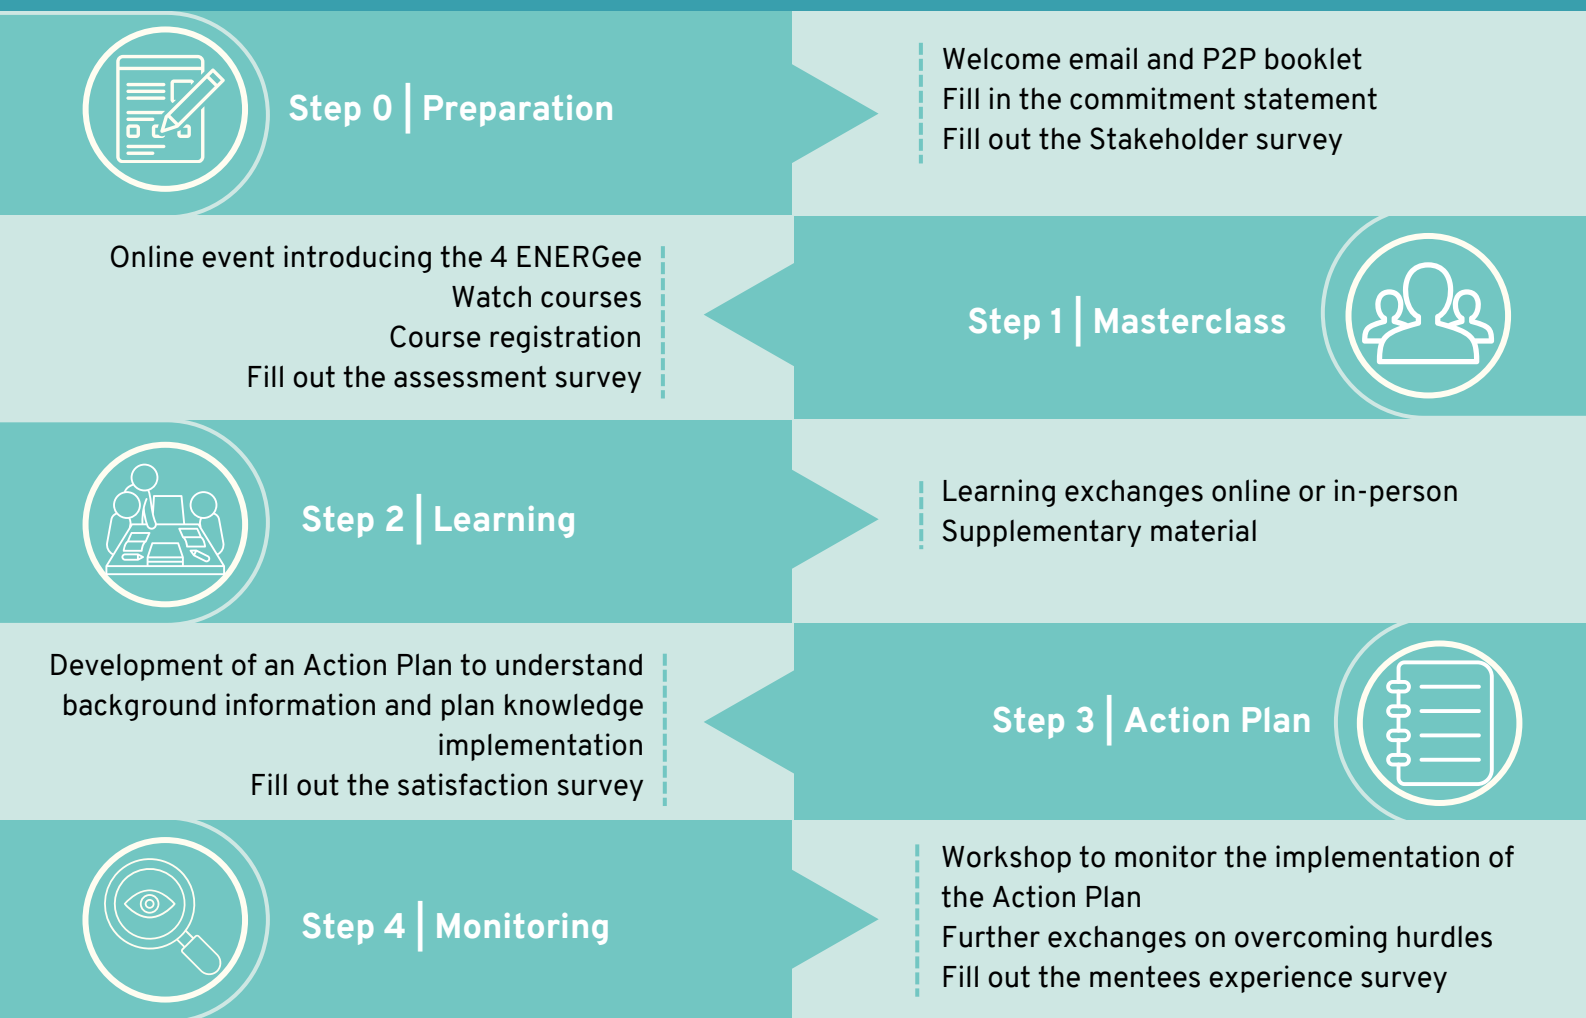 Step 0 | Preparation
Welcome email and P2P booklet
Fill in the commitment statement
Fill out the Stakeholder survey
Step 1 | Masterclass
Online event introducing the 4 ENERGee
Watch courses
Course registration
Fill out the assessment survey
Step 2 | Learning
Learning exchanges online or in-person
Supplementary material
Step 3 | Action Plan
Development of an Action Plan to understand
background information and plan knowledge
implementation
Fill out the satisfaction survey
Step 4 | Monitoring
Workshop to monitor the implementation of
the Action Plan
Further exchanges on overcoming hurdles
Fill out the mentees experience survey